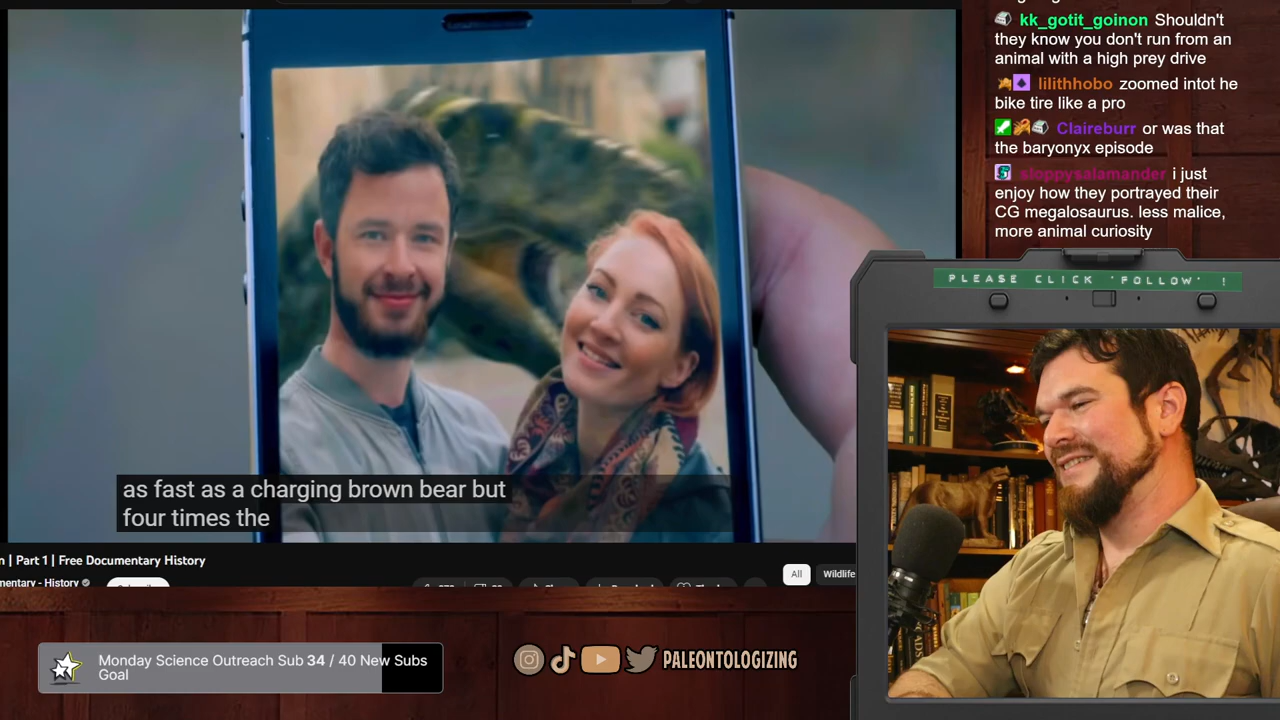 kk_gotit_goinon Shouldn't
they know you don't run from an
animal with a high prey drive
lilithhobo zoomed intot he
bike tire like a pro
Claireburr or was that
the baryonyx episode
sloppysalamander i just
enjoy how they portrayed their
CG megalosaurus. less malice,
more animal curiosity
PLEASE CLICK 'FOLLOW' !
as fast as a charging brown bear but
four times the
n | Part 1 | Free Documentary History
mentary - History
All
Wildlife
Monday Science Outreach Sub 34 / 40 New Subs
Goal
PALEONTOLOGIZING